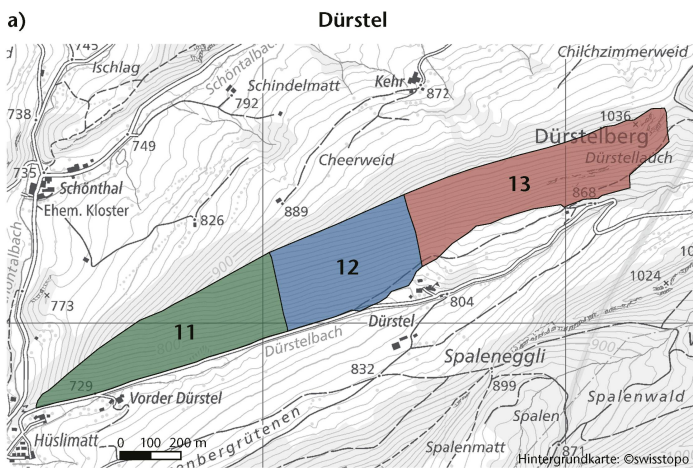 a)
Dürstel
745
Ischlag
Schöntalbach
Schindelmatt
Kehr
872
Chilchzimmerweid
738
792
1036
749
Dürstelberg
Cheerweid
Dürstelflach
735
Schönthal
13
868
Ehem. Kloster
889
826
900
12
1024
773
11
804
Dürstel
Dürstelbach
Spaleneggli
900
832
729
Vorder Dürstel
899
Spalenwald
Spalen
Hüslimatt
0 100 200 m
enbergrütenen
Spalenmatt
871
Hintergrundkarte: ©swisstopo